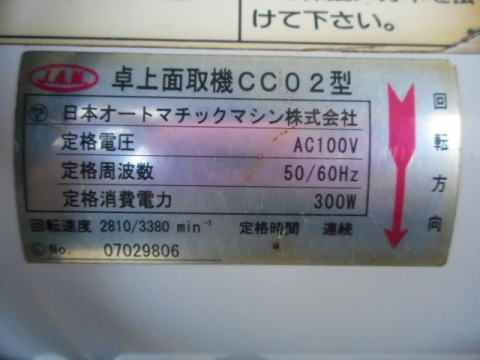 けて下さい。
J.A.M. 卓上面取機CC02型
日本オートマチックマシン株式会社
定格電圧 AC100V
定格周波数 50/60Hz
定格消費電力 300W
回転速度 2810/3380 min⁻¹ 定格時間 連続
No. 07029806
回転方向